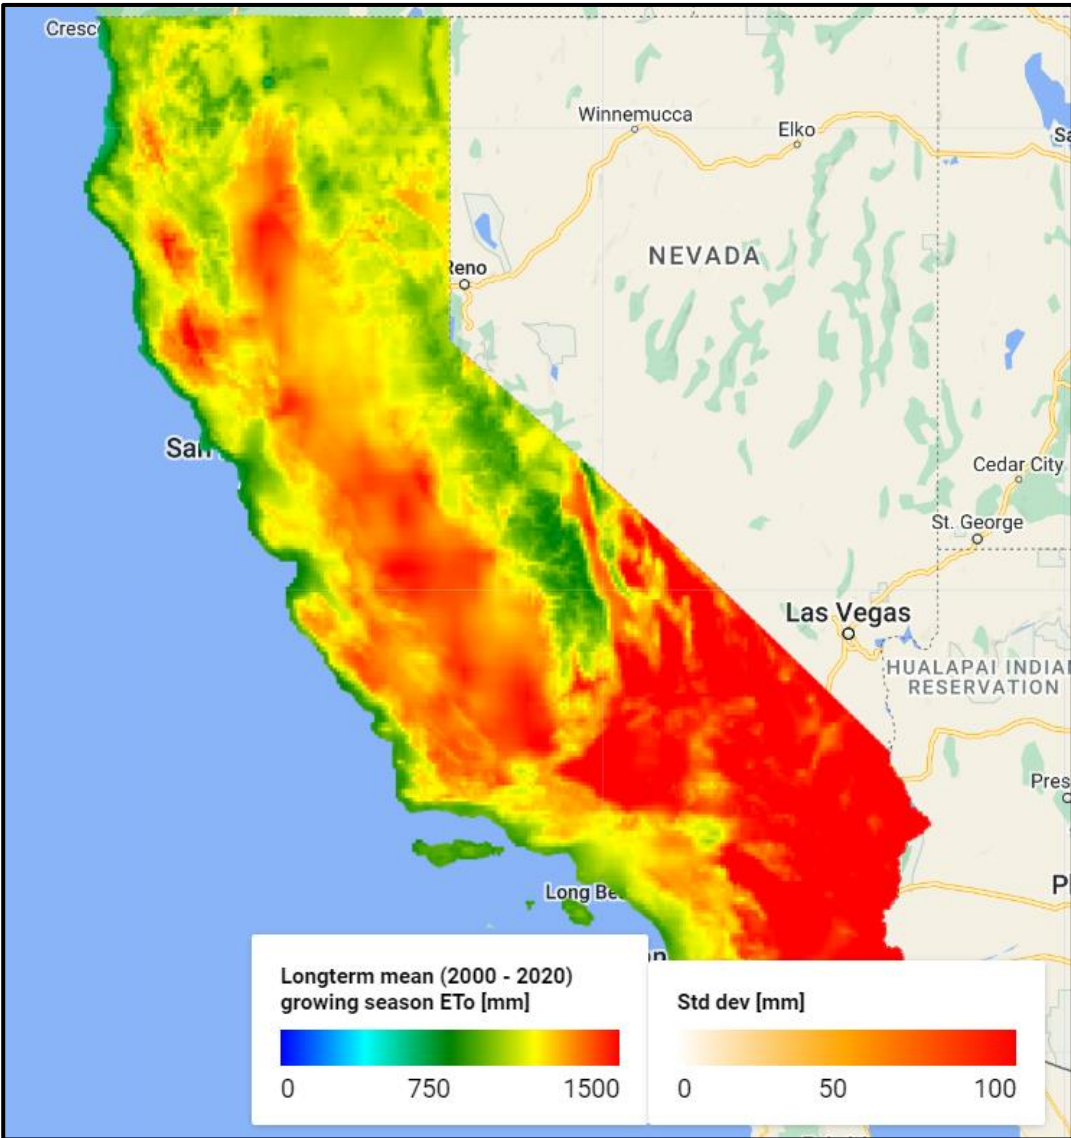 Cresc
Winnemucca
Elko
Sa
NEVADA
Reno
San
Cedar City
St. George
Las Vegas
HUALAPAI INDIAN
RESERVATION
Pres
Long Be
Longterm mean (2000 - 2020)
growing season ETo [mm]
0 750 1500
Std dev [mm]
0 50 100